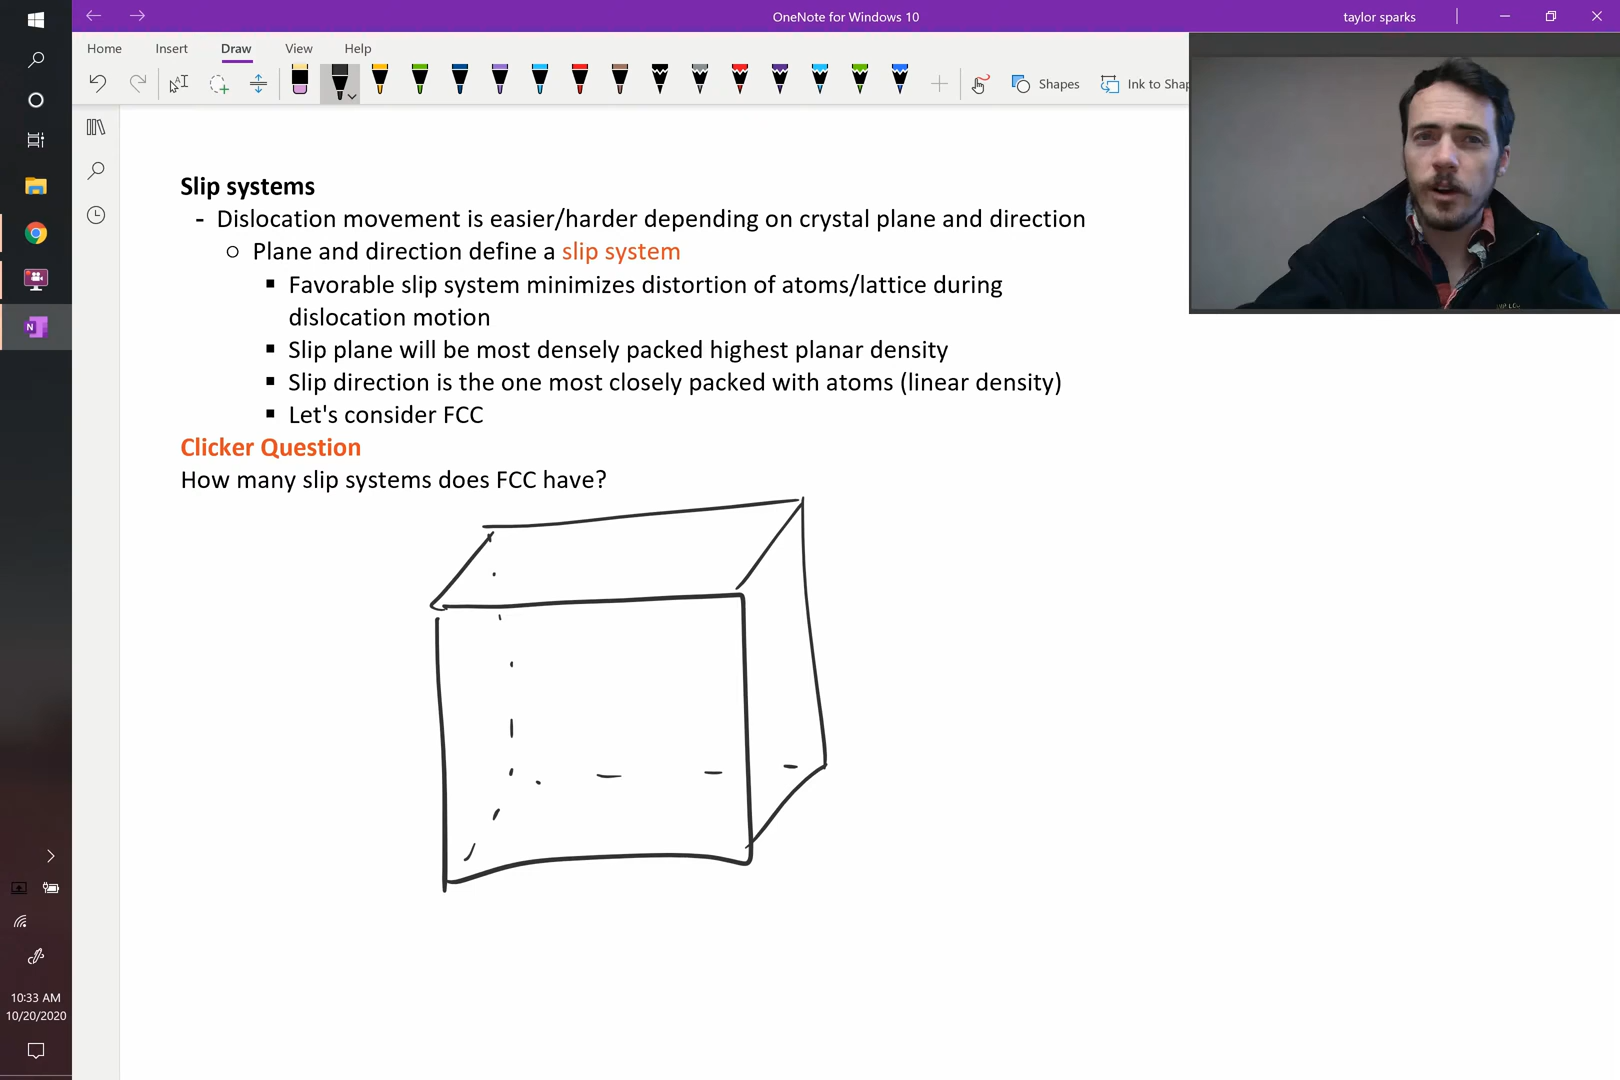 OneNote for Windows 10
taylor sparks
Home Insert Draw View Help
Shapes
Ink to Shap
Slip systems
- Dislocation movement is easier/harder depending on crystal plane and direction
○ Plane and direction define a slip system
▪ Favorable slip system minimizes distortion of atoms/lattice during
dislocation motion
▪ Slip plane will be most densely packed highest planar density
▪ Slip direction is the one most closely packed with atoms (linear density)
▪ Let's consider FCC
Clicker Question
How many slip systems does FCC have?
10:33 AM
10/20/2020